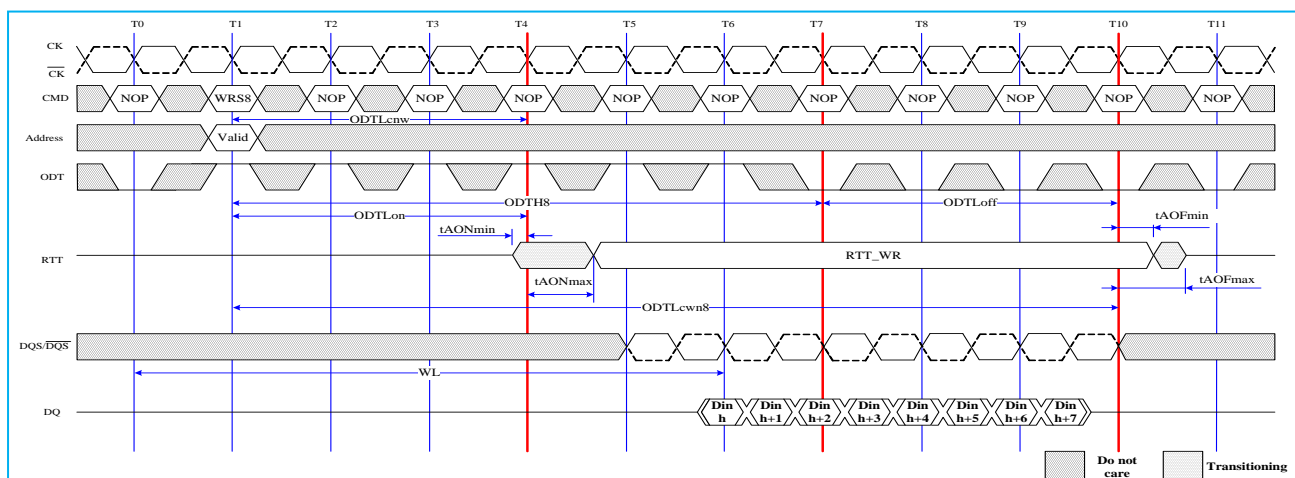 T0 T1 T2 T3 T4 T5 T6 T7 T8 T9 T10 T11
CK
CK
CMD NOP WRS8 NOP NOP NOP NOP NOP NOP NOP NOP NOP NOP
ODTLcnw
Address Valid
ODT
ODTH8 ODTLoff
ODTLon
tAONmin tAOFmin
RTT RTT_WR
tAONmax tAOFmax
ODTLcwn8
DQS/DQS
WL
DQ Din h Din h+1 Din h+2 Din h+3 Din h+4 Din h+5 Din h+6 Din h+7
Do not care Transitioning